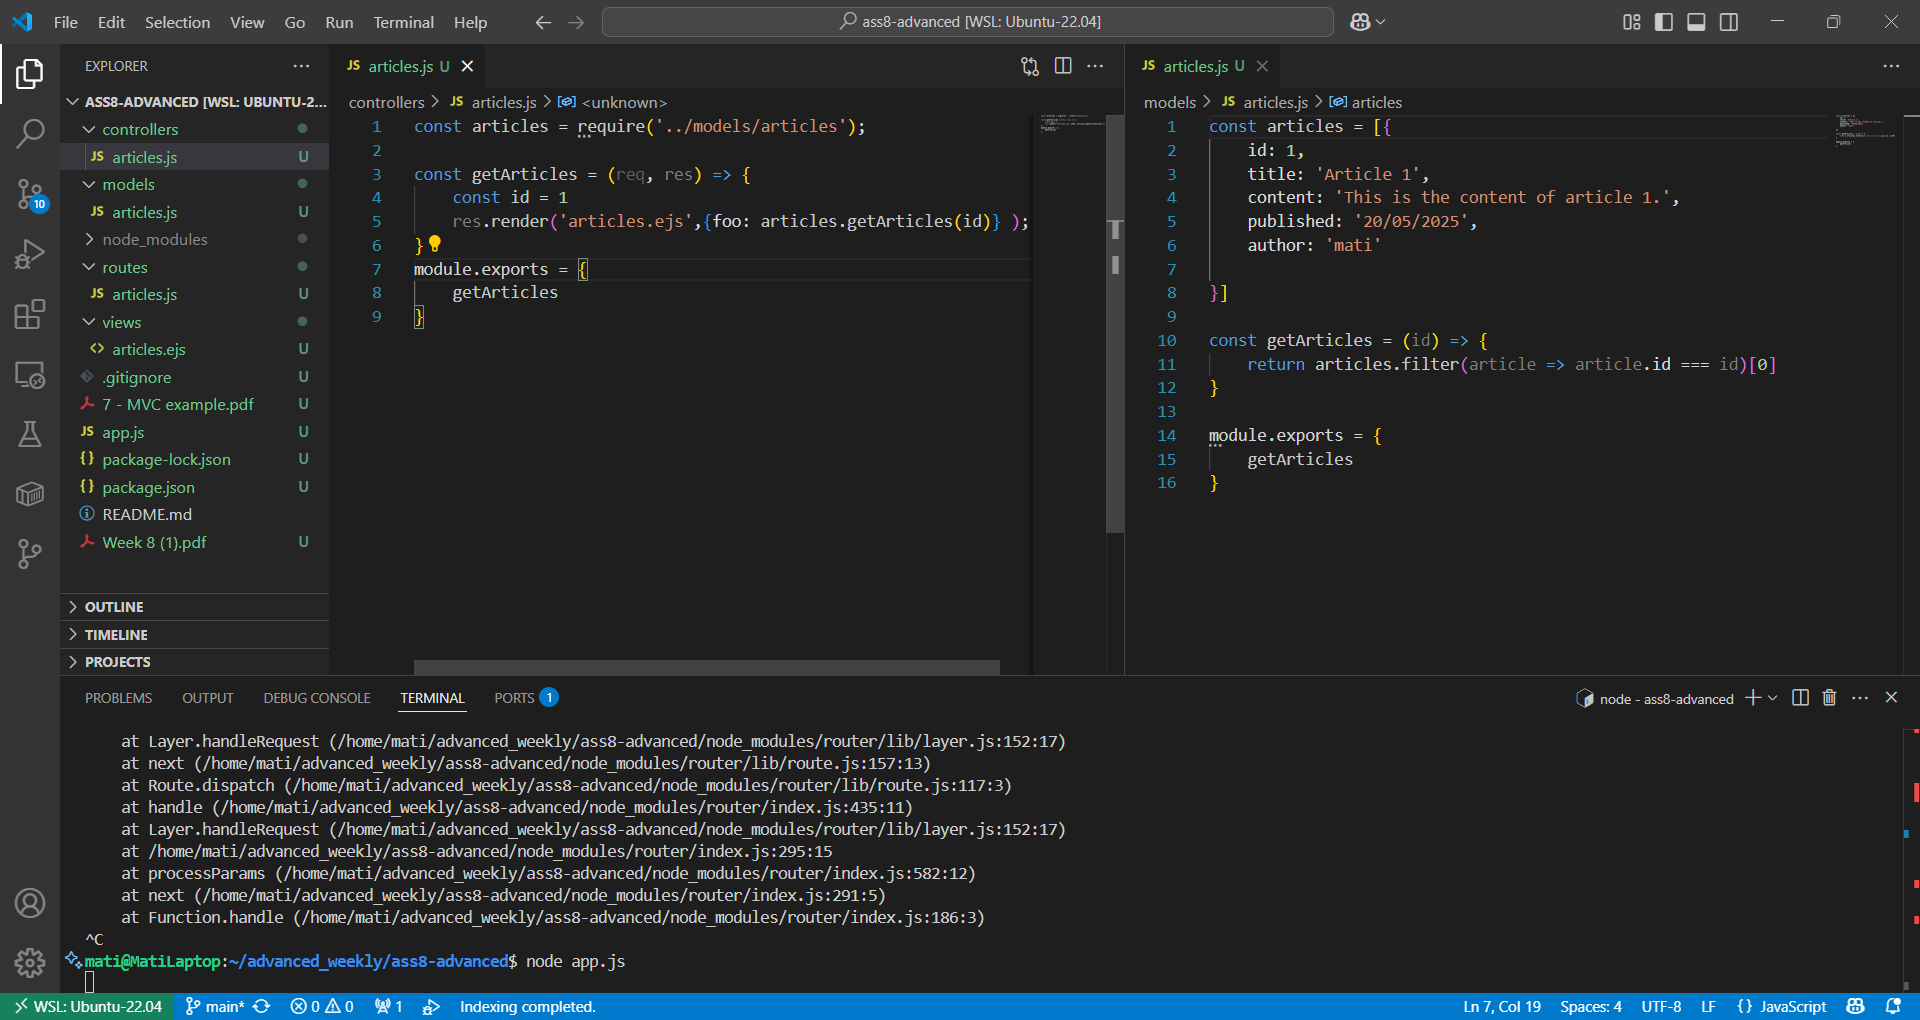 File Edit Selection View Go Run Terminal Help
ass8-advanced [WSL: Ubuntu-22.04]
EXPLORER
ASS8-ADVANCED [WSL: UBUNTU-2...
controllers
JS articles.js U
models
JS articles.js U
node_modules
routes
JS articles.js U
views
<> articles.ejs U
.gitignore U
7 - MVC example.pdf U
JS app.js U
{} package-lock.json U
{} package.json U
README.md
Week 8 (1).pdf U
OUTLINE
TIMELINE
PROJECTS
10
JS articles.js U
controllers > JS articles.js > <unknown>
1 const articles = require('../models/articles');
2
3 const getArticles = (req, res) => {
4 const id = 1
5 res.render('articles.ejs',{foo: articles.getArticles(id)} );
6 }
7 module.exports = {
8 getArticles
9 }
JS articles.js U
models > JS articles.js > articles
1 const articles = [{
2 id: 1,
3 title: 'Article 1',
4 content: 'This is the content of article 1.',
5 published: '20/05/2025',
6 author: 'mati'
7
8 }]
9
10 const getArticles = (id) => {
11 return articles.filter(article => article.id === id)[0]
12 }
13
14 module.exports = {
15 getArticles
16 }
PROBLEMS OUTPUT DEBUG CONSOLE TERMINAL PORTS 1
node - ass8-advanced
at Layer.handleRequest (/home/mati/advanced_weekly/ass8-advanced/node_modules/router/lib/layer.js:152:17)
at next (/home/mati/advanced_weekly/ass8-advanced/node_modules/router/lib/route.js:157:13)
at Route.dispatch (/home/mati/advanced_weekly/ass8-advanced/node_modules/router/lib/route.js:117:3)
at handle (/home/mati/advanced_weekly/ass8-advanced/node_modules/router/index.js:435:11)
at Layer.handleRequest (/home/mati/advanced_weekly/ass8-advanced/node_modules/router/lib/layer.js:152:17)
at /home/mati/advanced_weekly/ass8-advanced/node_modules/router/index.js:295:15
at processParams (/home/mati/advanced_weekly/ass8-advanced/node_modules/router/index.js:582:12)
at next (/home/mati/advanced_weekly/ass8-advanced/node_modules/router/index.js:291:5)
at Function.handle (/home/mati/advanced_weekly/ass8-advanced/node_modules/router/index.js:186:3)
^C
mati@MatiLaptop:~/advanced_weekly/ass8-advanced$ node app.js
WSL: Ubuntu-22.04 main* 0 0 1 Indexing completed. Ln 7, Col 19 Spaces: 4 UTF-8 LF {} JavaScript